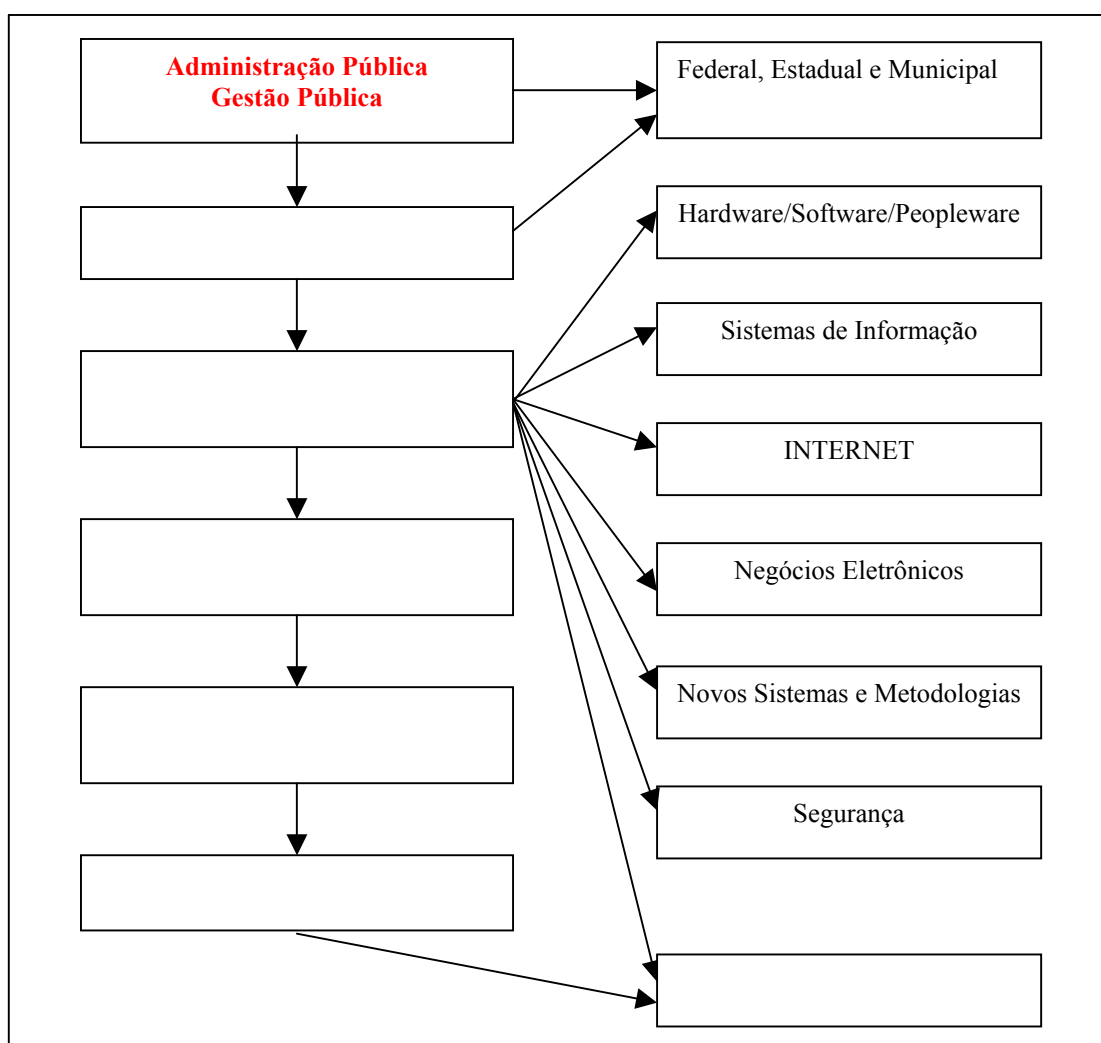 Administração Pública
Gestão Pública
Federal, Estadual e Municipal
Hardware/Software/Peopleware
Sistemas de Informação
INTERNET
Negócios Eletrônicos
Novos Sistemas e Metodologias
Segurança